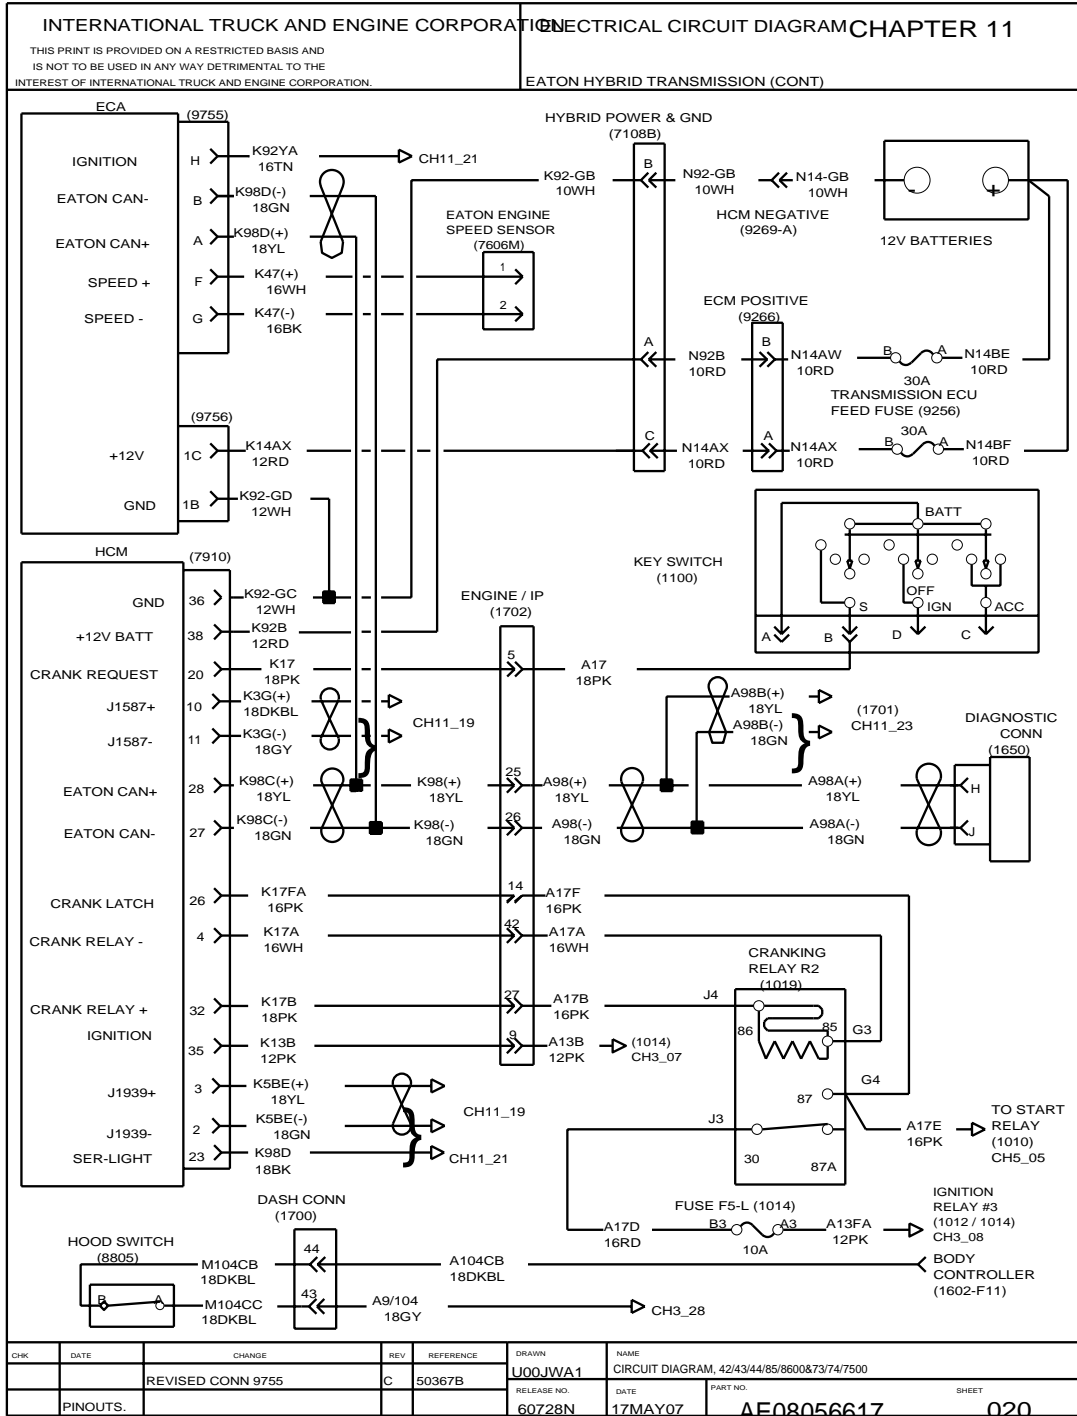 INTERNATIONAL TRUCK AND ENGINE CORPORATION
ELECTRICAL CIRCUIT DIAGRAM
CHAPTER 11
THIS PRINT IS PROVIDED ON A RESTRICTED BASIS AND
IS NOT TO BE USED IN ANY WAY DETRIMENTAL TO THE
INTEREST OF INTERNATIONAL TRUCK AND ENGINE CORPORATION.
EATON HYBRID TRANSMISSION (CONT)
ECA
(9755)
IGNITION H K92YA
16TN
CH11_21
EATON CAN- B K98D(-)
18GN
EATON CAN+ A K98D(+)
18YL
SPEED + F K47(+)
16WH
SPEED - G K47(-)
16BK
EATON ENGINE
SPEED SENSOR
(7606M)
1
2
HYBRID POWER & GND
(7108B)
K92-GB
10WH
B
N92-GB
10WH
N14-GB
10WH
HCM NEGATIVE
(9269-A)
-
+
12V BATTERIES
ECM POSITIVE
(9266)
A
N92B
10RD
B
N14AW
10RD
B A
30A
N14BE
10RD
TRANSMISSION ECU
FEED FUSE (9256)
C
N14AX
10RD
A
N14AX
10RD
30A
B A
N14BF
10RD
(9756)
+12V 1C K14AX
12RD
GND 1B K92-GD
12WH
KEY SWITCH
(1100)
BATT
OFF
S IGN ACC
A B D C
HCM
(7910)
GND 36 K92-GC
12WH
+12V BATT 38 K92B
12RD
CRANK REQUEST 20 K17
18PK
J1587+ 10 K3G(+)
18DKBL
J1587- 11 K3G(-)
18GY
CH11_19
EATON CAN+ 28 K98C(+)
18YL
K98(+)
18YL
EATON CAN- 27 K98C(-)
18GN
K98(-)
18GN
ENGINE / IP
(1702)
5
A17
18PK
25
A98(+)
18YL
26
A98(-)
18GN
A98B(+)
18YL
A98B(-)
18GN
(1701)
CH11_23
A98A(+)
18YL
A98A(-)
18GN
DIAGNOSTIC
CONN
(1650)
H
J
CRANK LATCH 26 K17FA
16PK
14
A17F
16PK
CRANK RELAY - 4 K17A
16WH
42
A17A
16WH
CRANK RELAY + 32 K17B
18PK
27
A17B
16PK
IGNITION 35 K13B
12PK
9
A13B
12PK
(1014)
CH3_07
J1939+ 3 K5BE(+)
18YL
J1939- 2 K5BE(-)
18GN
CH11_19
SER-LIGHT 23 K98D
18BK
CH11_21
CRANKING
RELAY R2
(1019)
J4
86
85
G3
87
G4
J3
30
87A
A17E
16PK
TO START
RELAY
(1010)
CH5_05
FUSE F5-L (1014)
A17D
16RD
B3 A3
10A
A13FA
12PK
IGNITION
RELAY #3
(1012 / 1014)
CH3_08
DASH CONN
(1700)
HOOD SWITCH
(8805)
B A
M104CB
18DKBL
44
A104CB
18DKBL
BODY
CONTROLLER
(1602-F11)
M104CC
18DKBL
43
A9/104
18GY
CH3_28
CHK DATE CHANGE REV REFERENCE
REVISED CONN 9755 C 50367B
PINOUTS.
DRAWN
U00JWA1
NAME
CIRCUIT DIAGRAM, 42/43/44/85/8600&73/74/7500
RELEASE NO.
60728N
DATE
17MAY07
PART NO.
AE08056617
SHEET
020